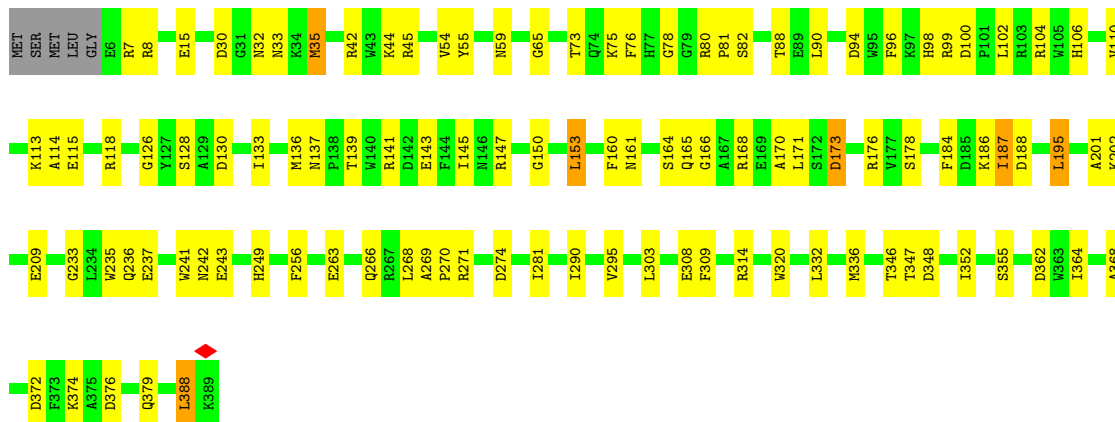 MET SER MET LEU GLY E6 R7 R8 E15 D30 G31 N32 N33 K34 M35 R42 W43 K44 R45 V54 Y55 N59 G65 T73 Q74 K75 F76 H77 G78 G79 R80 P81 S82 T88 E89 L90 D94 W95 F96 K97 H98 R99 D100 P101 L102 R103 R104 W105 H106
K113 A114 E115 R118 G126 Y127 S128 A129 D130 I133 M136 N137 P138 T139 W140 R141 D142 E143 F144 I145 N146 R147 G150 L153 F160 N161 S164 Q165 G166 A167 R168 E169 A170 L171 S172 D173 R176 V177 S178 F184 D185 K186 I187 D188 L195 A201
E209 G233 L234 W235 Q236 E237 W241 N242 E243 H249 F256 E263 Q266 R267 L268 A269 P270 R271 D274 I281 I290 V295 L303 E308 F309 R314 W320 L332 M336 T346 T347 D348 I352 S355 D362 W363 I364
D372 F373 K374 A375 D376 Q379 L388 K389